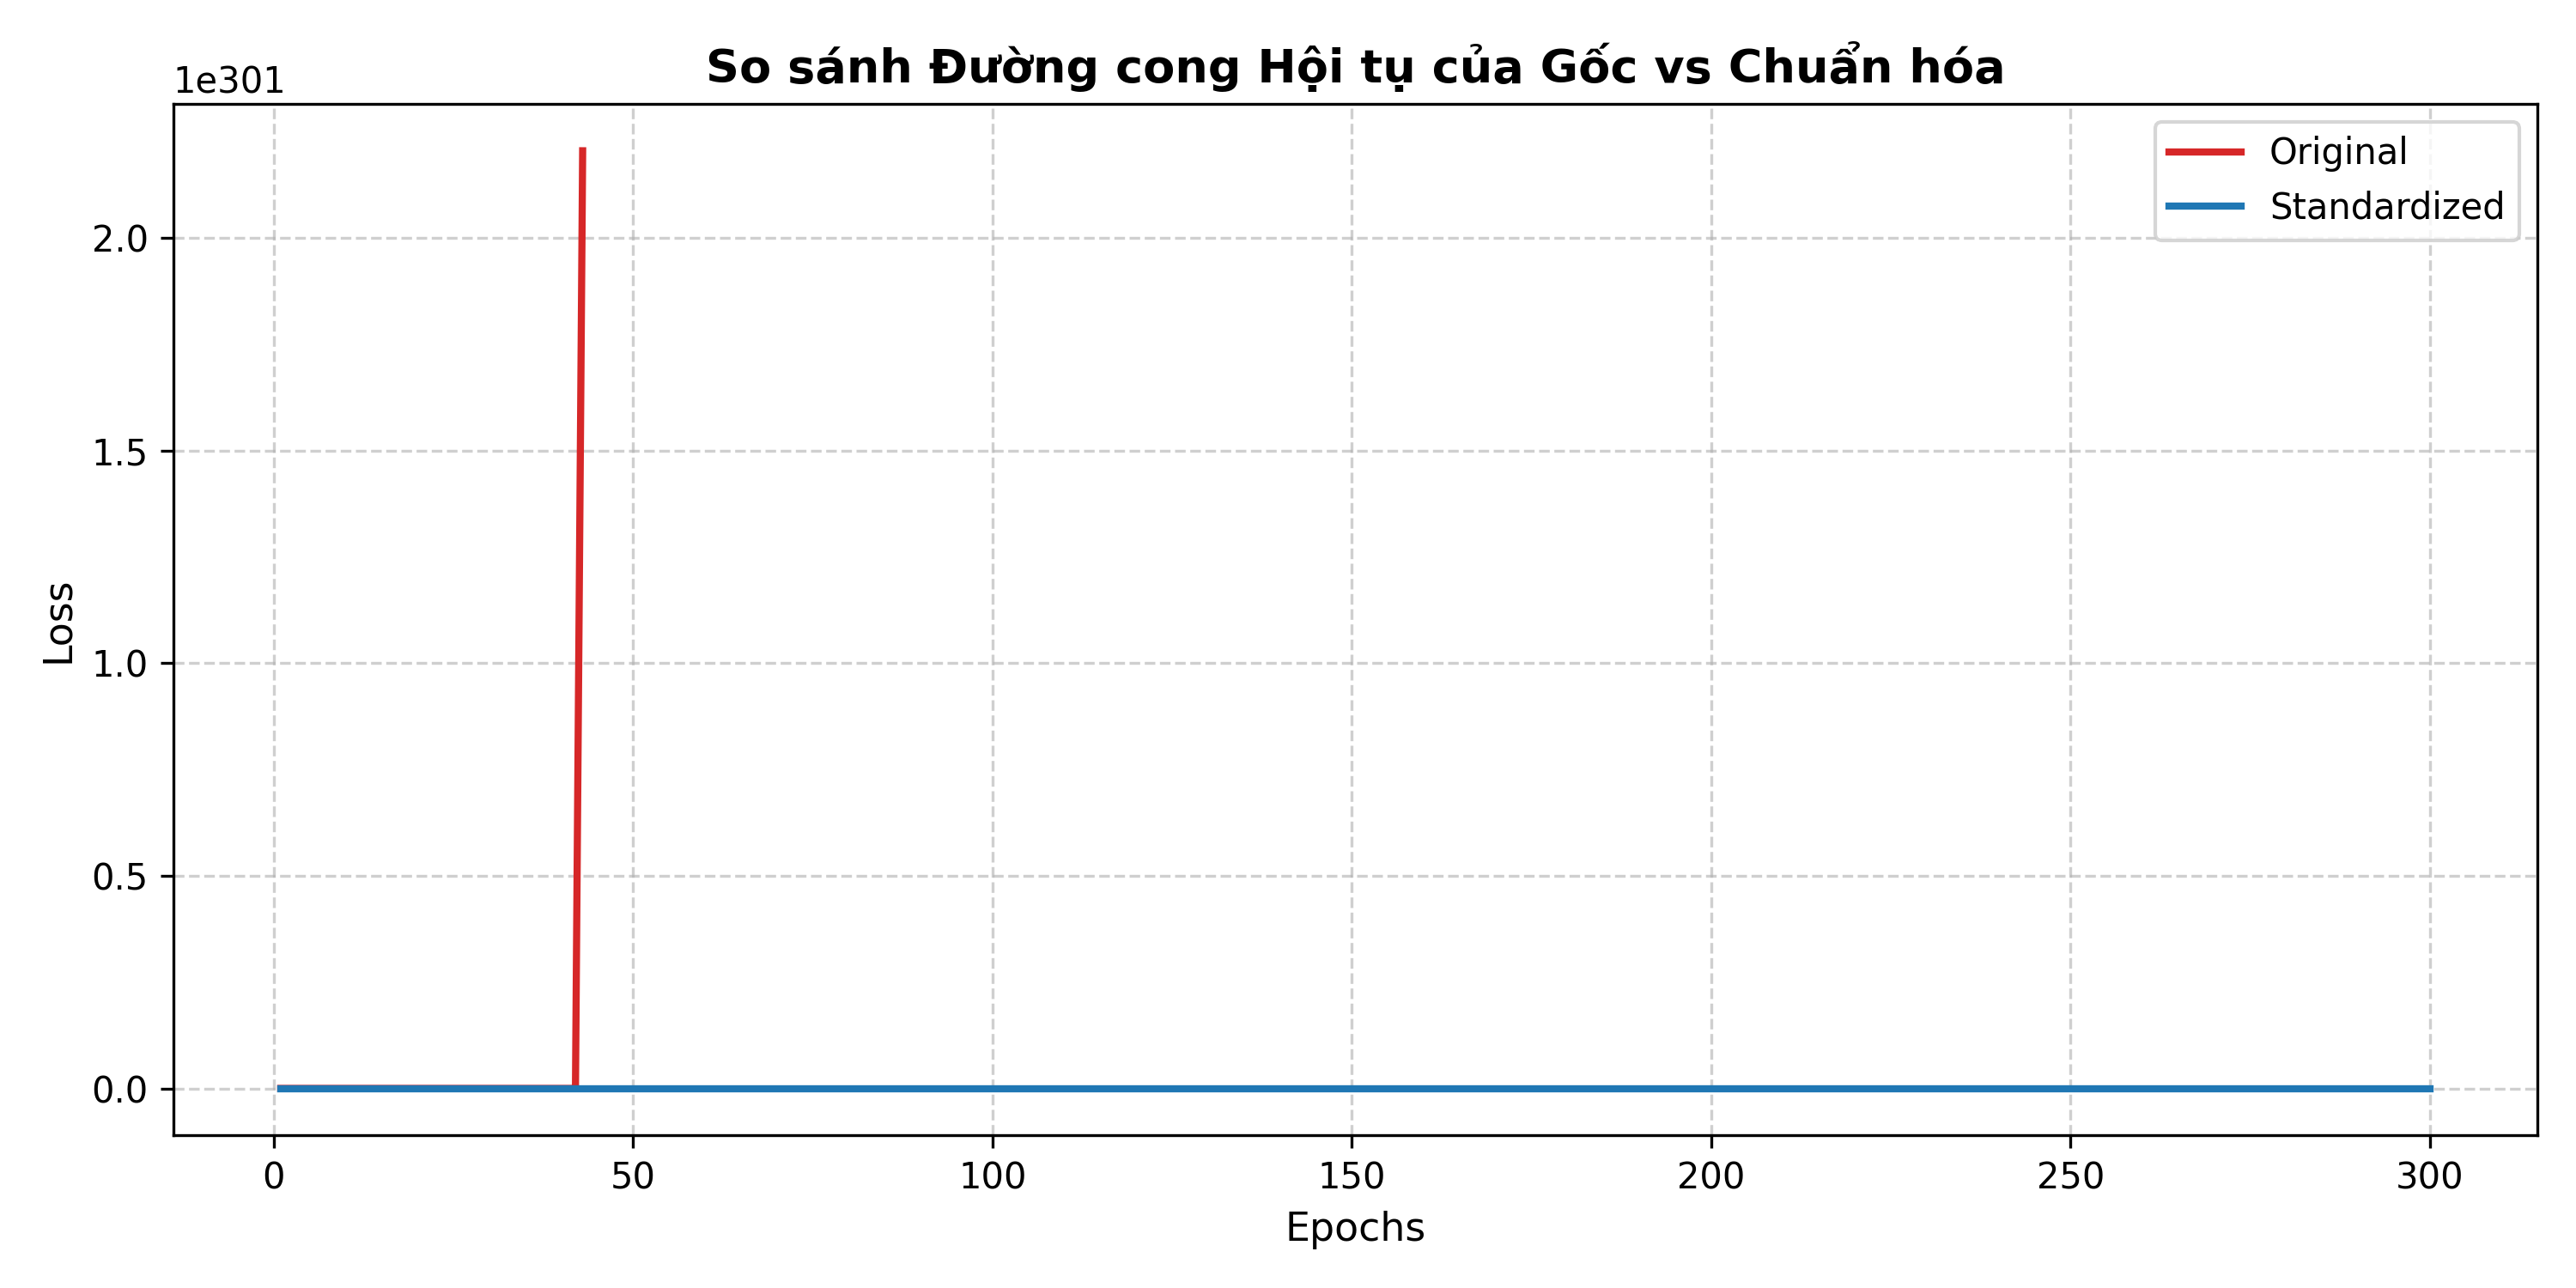 So sánh Đường cong Hội tụ của Gốc vs Chuẩn hóa
1e301
Original
Standardized
2.0
1.5
1.0
0.5
0.0
Loss
0 50 100 150 200 250 300
Epochs